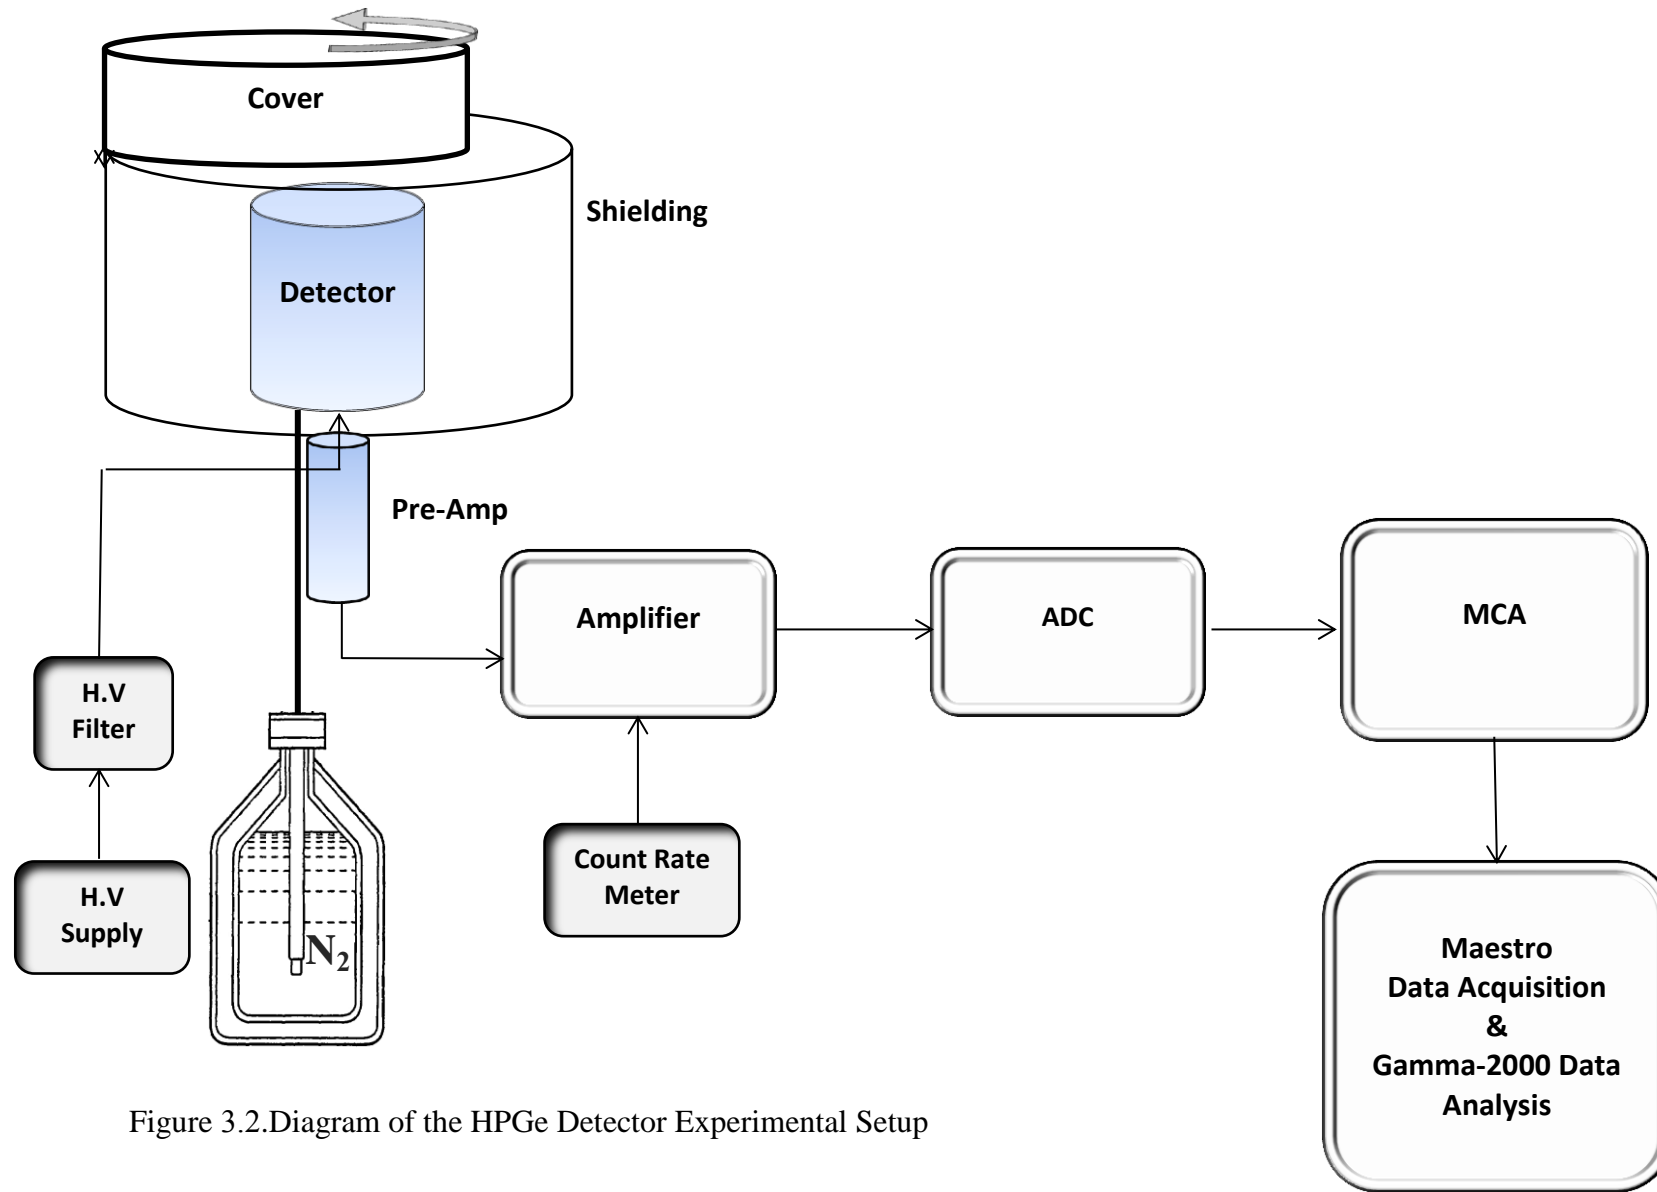 Cover
Shielding
Detector
Pre-Amp
Amplifier
ADC
MCA
H.V
Filter
H.V
Supply
N₂
Count Rate
Meter
Maestro
Data Acquisition
&
Gamma-2000 Data
Analysis
Figure 3.2.Diagram of the HPGe Detector Experimental Setup